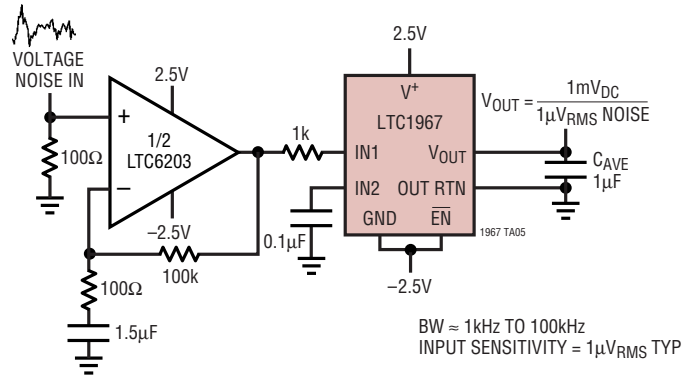 VOLTAGE
NOISE IN
100Ω
+
−
1/2
LTC6203
2.5V
−2.5V
100k
100Ω
1.5µF
1k
0.1µF
2.5V
V⁺
LTC1967
IN1
IN2
VOUT
OUT RTN
GND
E̅N̅
−2.5V
1967 TA05
VOUT = 1mVDC
1µVRMS NOISE
CAVE
1µF
BW ≈ 1kHz TO 100kHz
INPUT SENSITIVITY = 1µVRMS TYP